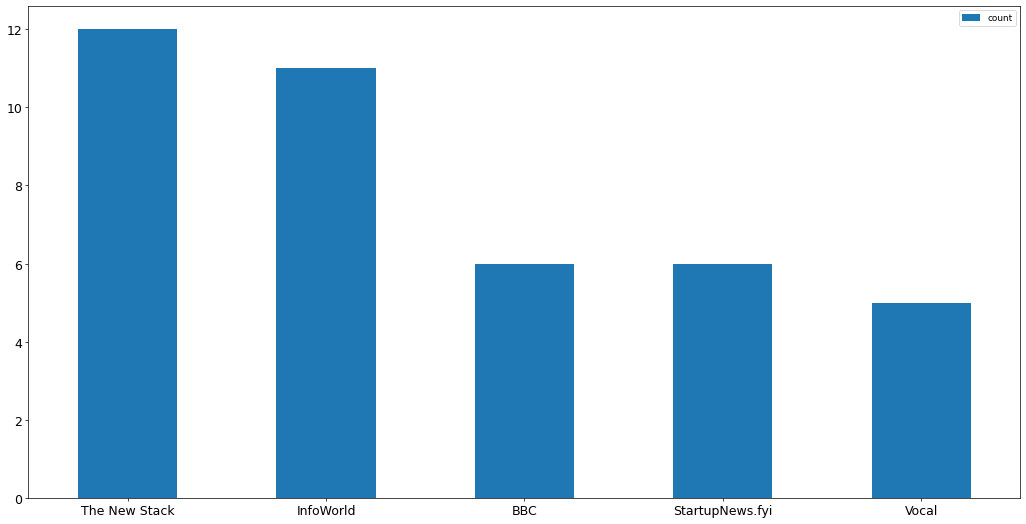 count
12
10
8
6
4
2
0
The New Stack
InfoWorld
BBC
StartupNews.fyi
Vocal